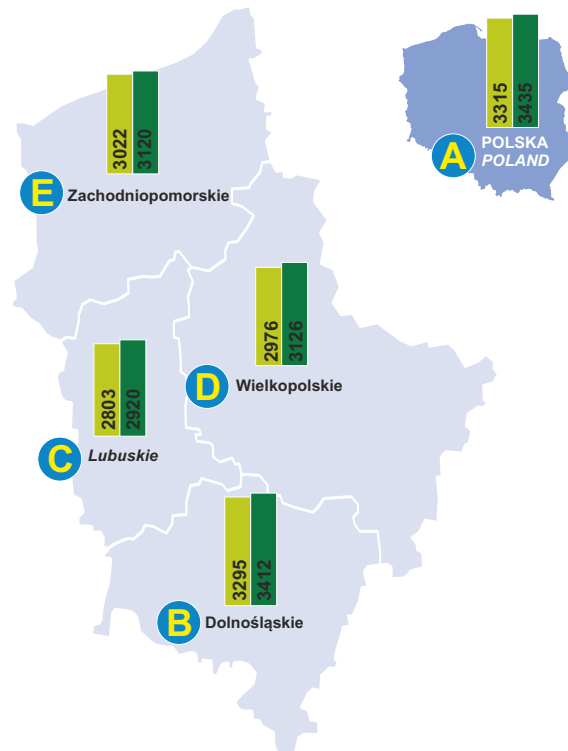 3315
3435
A
POLSKA
POLAND
3022
3120
E
Zachodniopomorskie
2976
3126
D
Wielkopolskie
2803
2920
C
Lubuskie
3295
3412
B
Dolnośląskie